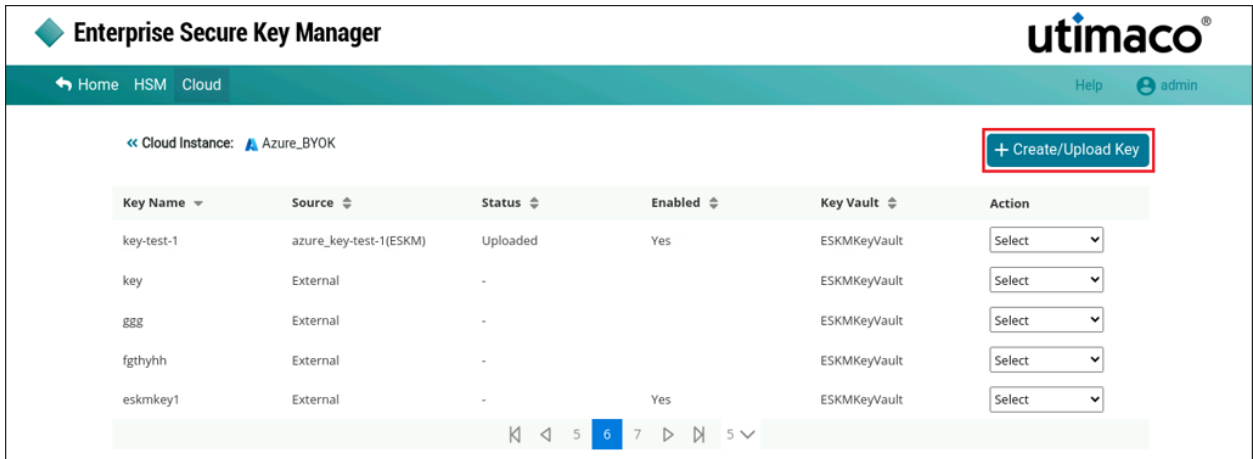 Enterprise Secure Key Manager
utimaco®
Home HSM Cloud Help admin
« Cloud Instance: Azure_BYOK
+ Create/Upload Key
Key Name Source Status Enabled Key Vault Action
key-test-1 azure_key-test-1(ESKM) Uploaded Yes ESKMKeyVault Select
key External - ESKMKeyVault Select
ggg External - ESKMKeyVault Select
fgthyhh External - ESKMKeyVault Select
eskmkey1 External - Yes ESKMKeyVault Select
5 6 7 5